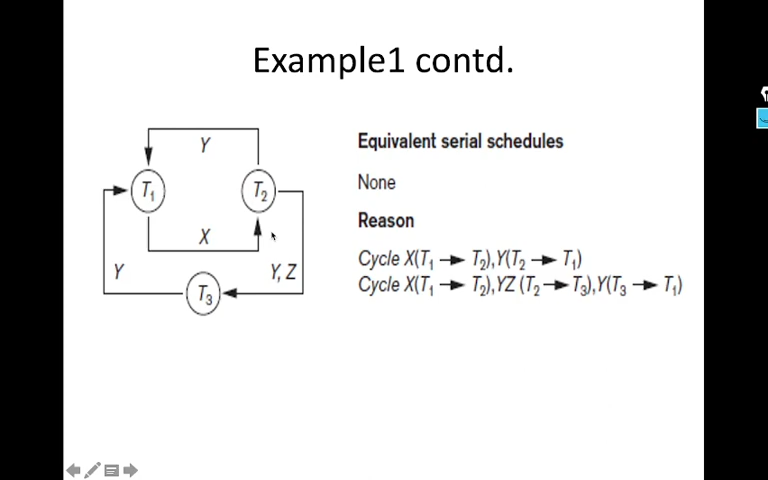 Example1 contd.
Y
T1
T2
X
Y
Y, Z
T3
Equivalent serial schedules
None
Reason
Cycle X(T1 → T2),Y(T2 → T1)
Cycle X(T1 → T2),YZ (T2 → T3),Y(T3 → T1)